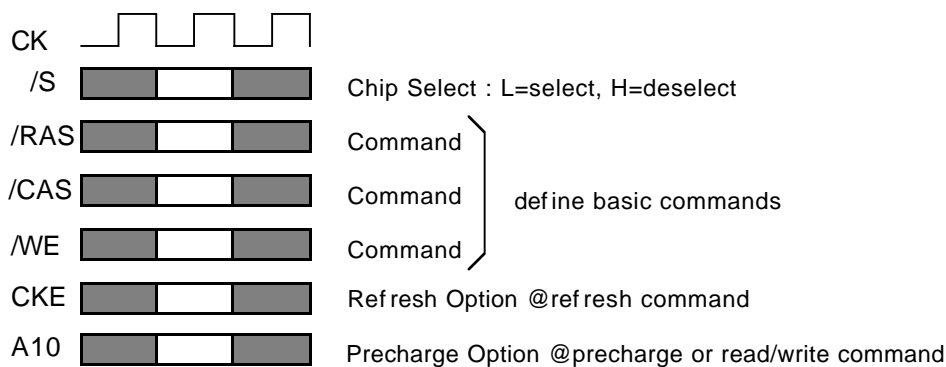 CK
/S Chip Select : L=select, H=deselect
/RAS Command
/CAS Command define basic commands
/WE Command
CKE Refresh Option @refresh command
A10 Precharge Option @precharge or read/write command